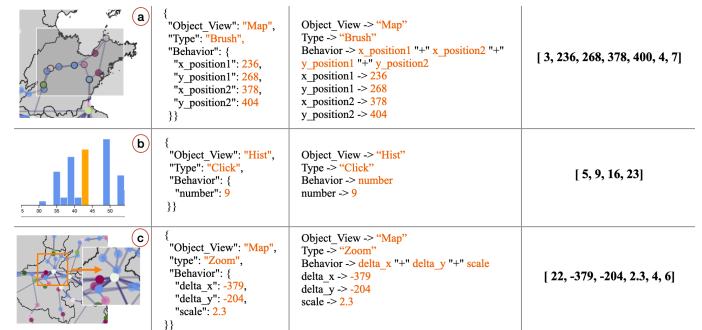 a
{
"Object_View": "Map",
"Type": "Brush",
"Behavior": {
"x_position1": 236,
"y_position1": 268,
"x_position2": 378,
"y_position2": 404
}}
Object_View -> “Map”
Type -> “Brush”
Behavior -> x_position1 "+" x_position2 "+"
y_position1 "+" y_position2
x_position1 -> 236
y_position1 -> 268
x_position2 -> 378
y_position2 -> 404
[ 3, 236, 268, 378, 400, 4, 7]
b
5 25 30 35 40 45 50
{
"Object_View": "Hist",
"Type": "Click",
"Behavior": {
"number": 9
}}
Object_View -> “Hist”
Type -> “Click”
Behavior -> number
number -> 9
[ 5, 9, 16, 23]
c
{
"Object_View": "Map",
"type": "Zoom",
"Behavior": {
"delta_x": -379,
"delta_y": -204,
"scale": 2.3
}}
Object_View -> “Map”
Type -> “Zoom”
Behavior -> delta_x "+" delta_y "+" scale
delta_x -> -379
delta_y -> -204
scale -> 2.3
[ 22, -379, -204, 2.3, 4, 6]